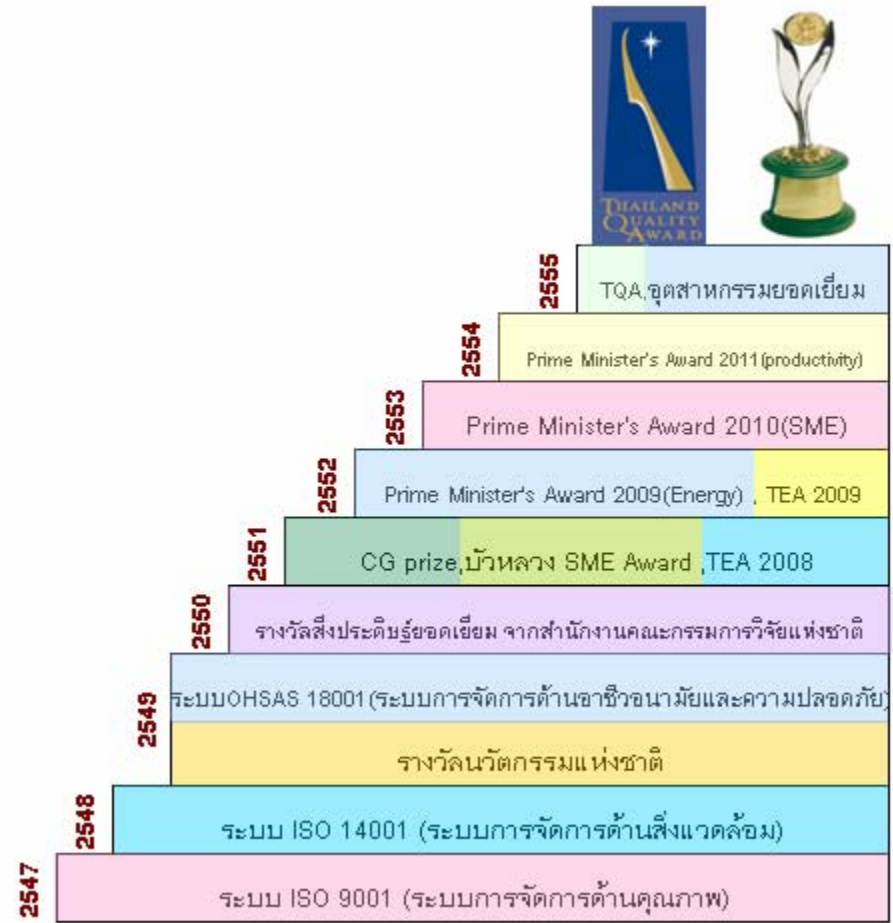 THAILAND
QUALITY
AWARD
2555
TQA,อุตสาหกรรมยอดเยี่ยม
2554
Prime Minister's Award 2011(productivity)
2553
Prime Minister's Award 2010(SME)
2552
Prime Minister's Award 2009(Energy) , TEA 2009
2551
CG prize,บัวหลวง SME Award ,TEA 2008
2550
รางวัลสิ่งประดิษฐ์ยอดเยี่ยม จากสำนักงานคณะกรรมการวิจัยแห่งชาติ
2549
ระบบOHSAS 18001(ระบบการจัดการด้านอาชีวอนามัยและความปลอดภัย)
รางวัลนวัตกรรมแห่งชาติ
2548
ระบบ ISO 14001 (ระบบการจัดการด้านสิ่งแวดล้อม)
2547
ระบบ ISO 9001 (ระบบการจัดการด้านคุณภาพ)